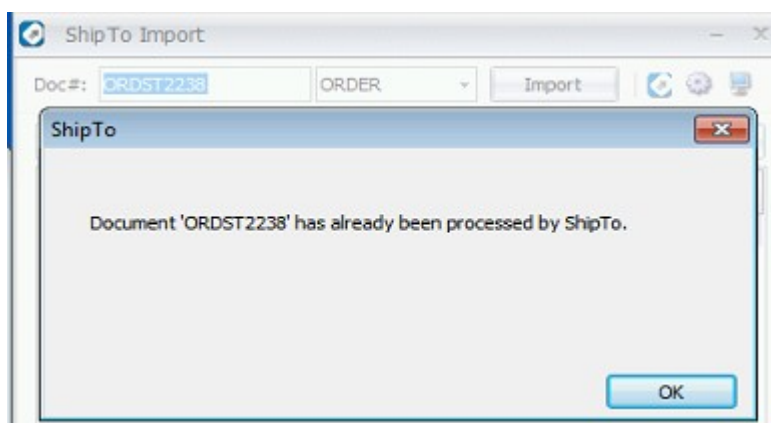 ShipTo Import
Doc#: ORDST2238 ORDER Import
ShipTo
Document 'ORDST2238' has already been processed by ShipTo.
OK